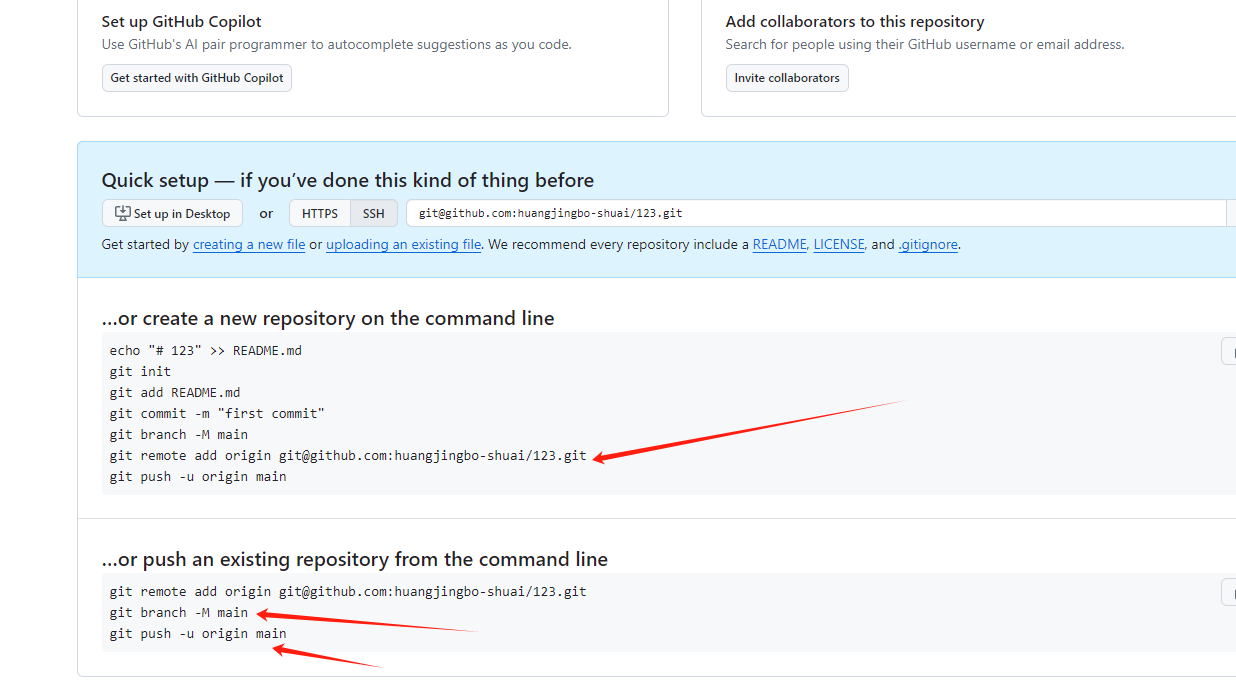 Set up GitHub Copilot
Use GitHub's AI pair programmer to autocomplete suggestions as you code.
Get started with GitHub Copilot
Add collaborators to this repository
Search for people using their GitHub username or email address.
Invite collaborators
Quick setup — if you've done this kind of thing before
Set up in Desktop or HTTPS SSH git@github.com:huangjingbo-shuai/123.git
Get started by creating a new file or uploading an existing file. We recommend every repository include a README, LICENSE, and .gitignore.
…or create a new repository on the command line
echo "# 123" >> README.md
git init
git add README.md
git commit -m "first commit"
git branch -M main
git remote add origin git@github.com:huangjingbo-shuai/123.git
git push -u origin main
…or push an existing repository from the command line
git remote add origin git@github.com:huangjingbo-shuai/123.git
git branch -M main
git push -u origin main